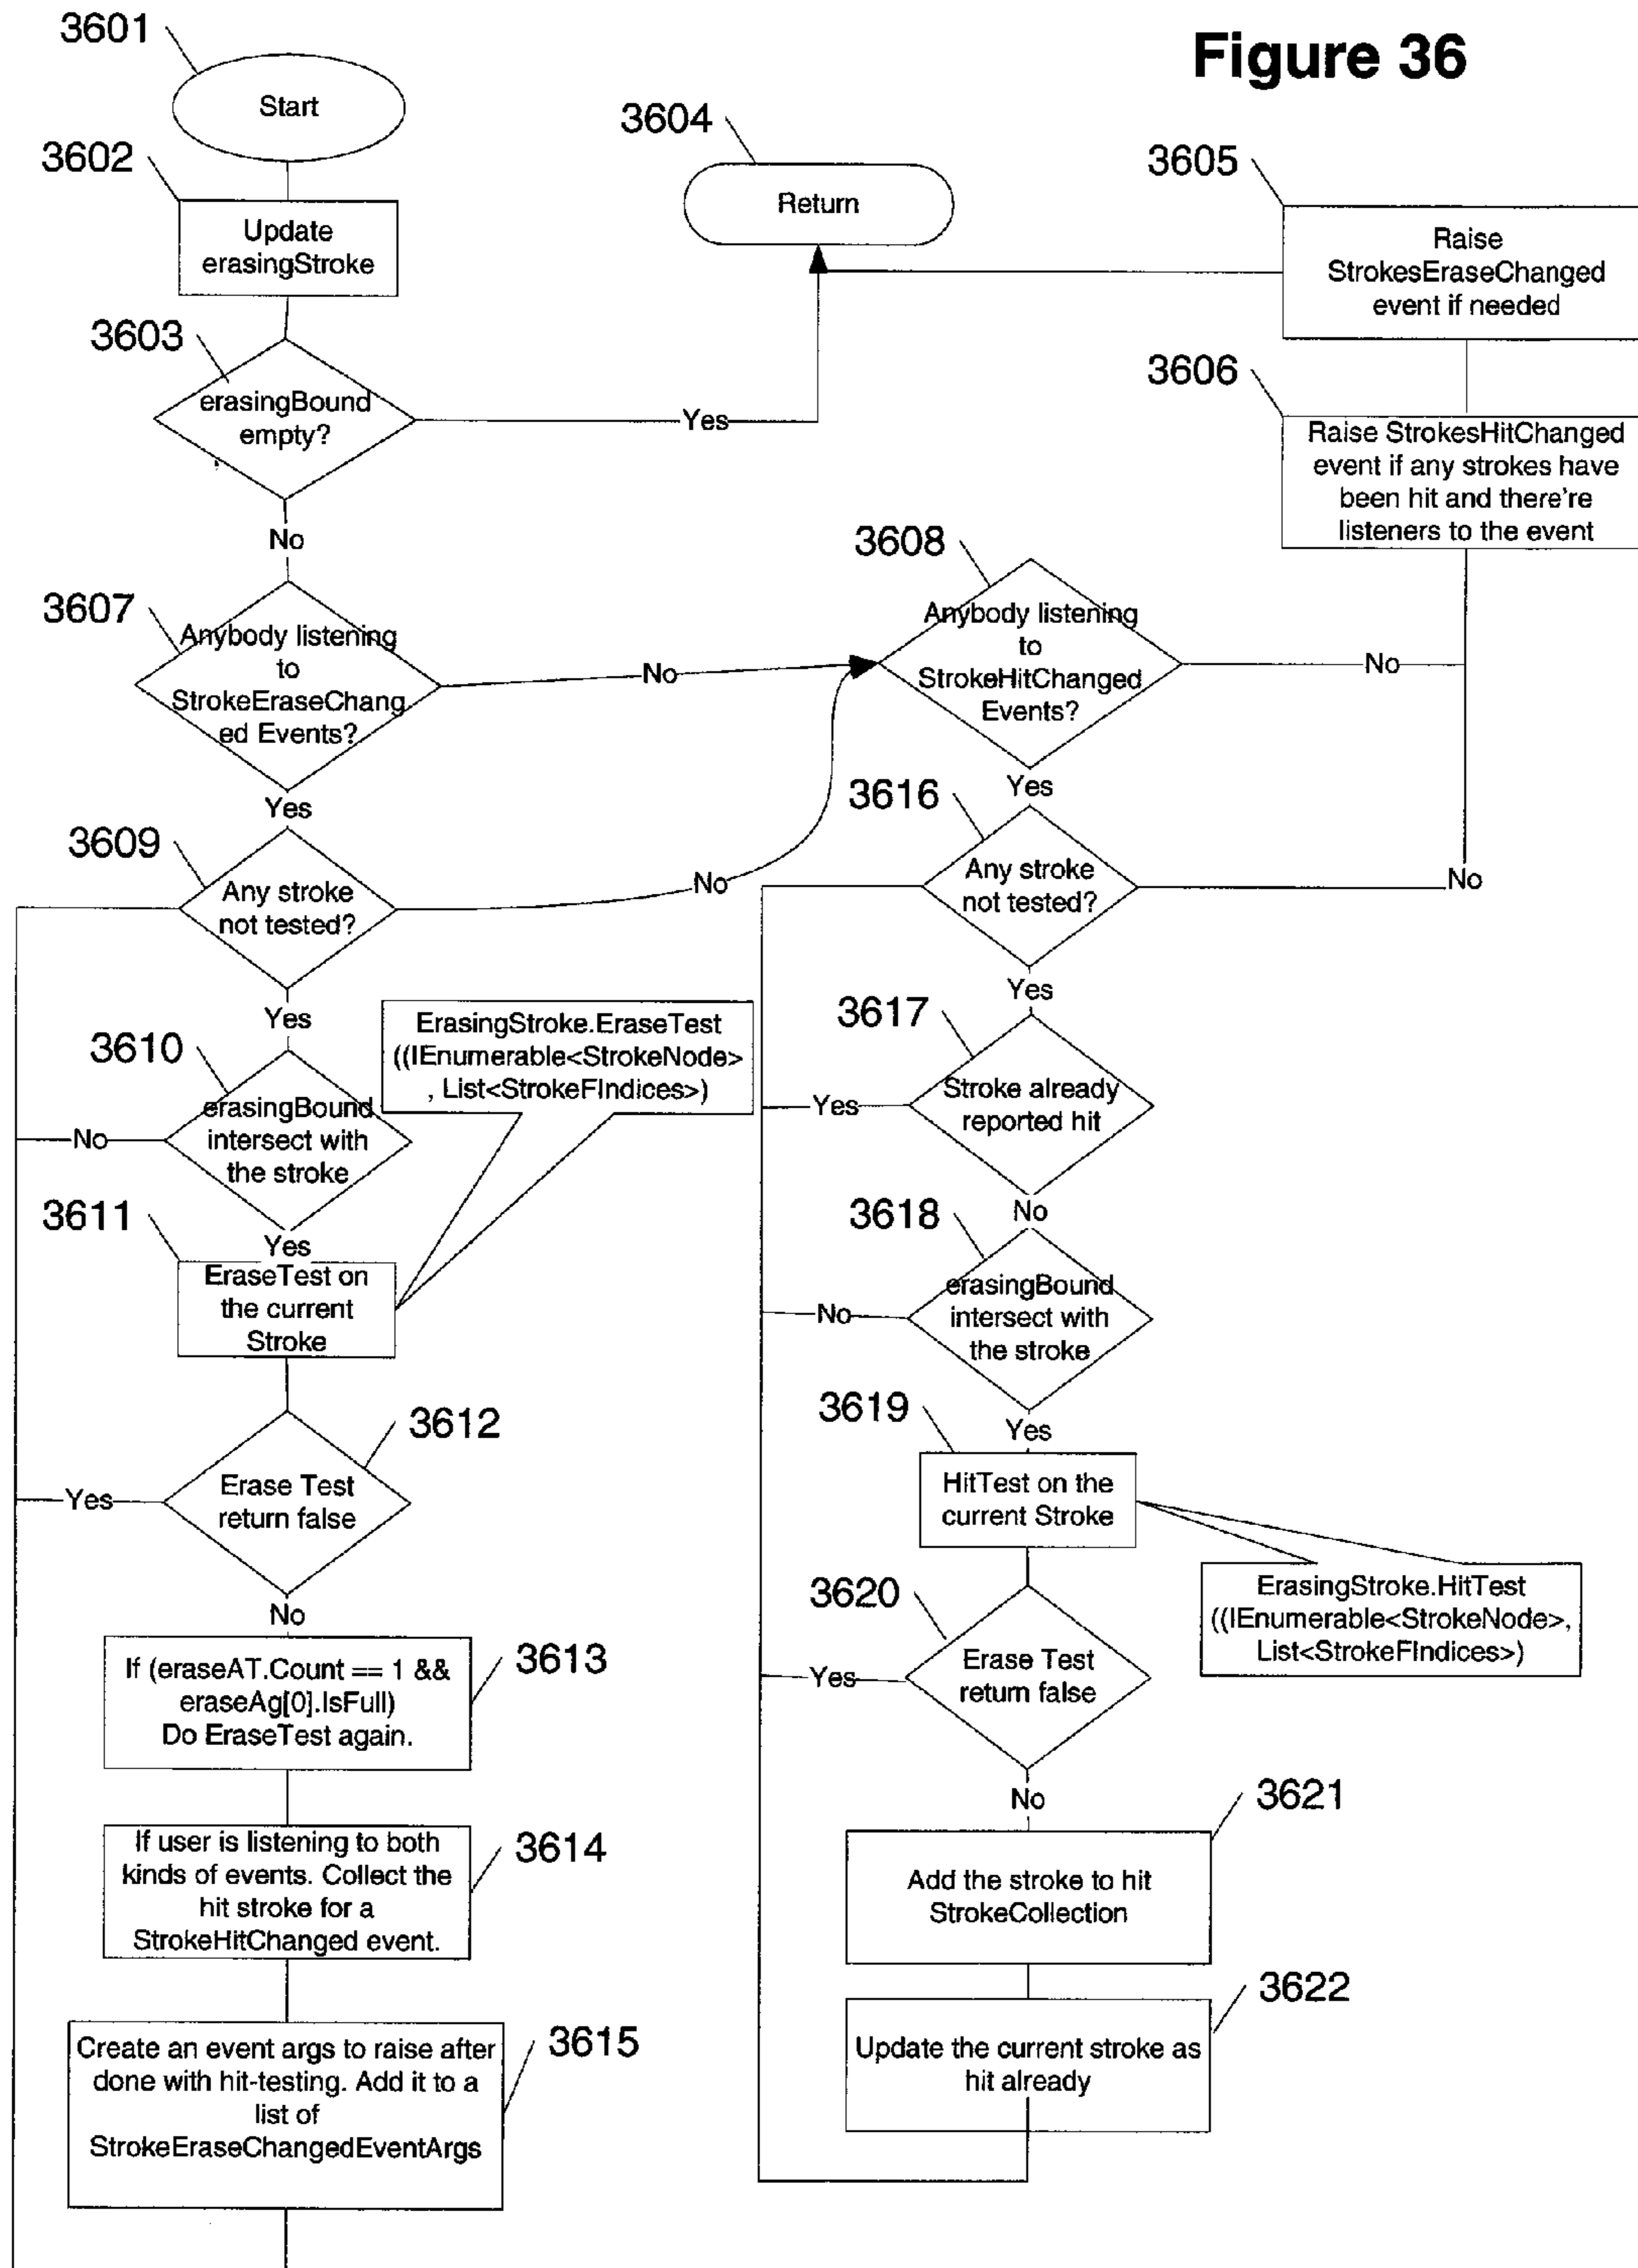 Figure 36
3601
Start
3602
Update
erasingStroke
3603
erasingBound
empty?
Yes
No
3604
Return
3605
Raise
StrokesEraseChanged
event if needed
3606
Raise StrokesHitChanged
event if any strokes have
been hit and there're
listeners to the event
3607
Anybody listening
to
StrokeEraseChang
ed Events?
No
Yes
3608
Anybody listening
to
StrokeHitChanged
Events?
No
Yes
3609
Any stroke
not tested?
No
Yes
3610
erasingBound
intersect with
the stroke
No
Yes
ErasingStroke.EraseTest
((IEnumerable<StrokeNode>
, List<StrokeFIndices>)
3611
EraseTest on
the current
Stroke
3612
Erase Test
return false
Yes
No
3613
If (eraseAT.Count == 1 &&
eraseAg[0].IsFull)
Do EraseTest again.
3614
If user is listening to both
kinds of events. Collect the
hit stroke for a
StrokeHitChanged event.
3615
Create an event args to raise after
done with hit-testing. Add it to a
list of
StrokeEraseChangedEventArgs
3616
Any stroke
not tested?
No
Yes
3617
Stroke already
reported hit
Yes
No
3618
erasingBound
intersect with
the stroke
No
Yes
3619
HitTest on the
current Stroke
ErasingStroke.HitTest
((IEnumerable<StrokeNode>,
List<StrokeFIndices>)
3620
Erase Test
return false
Yes
No
3621
Add the stroke to hit
StrokeCollection
3622
Update the current stroke as
hit already